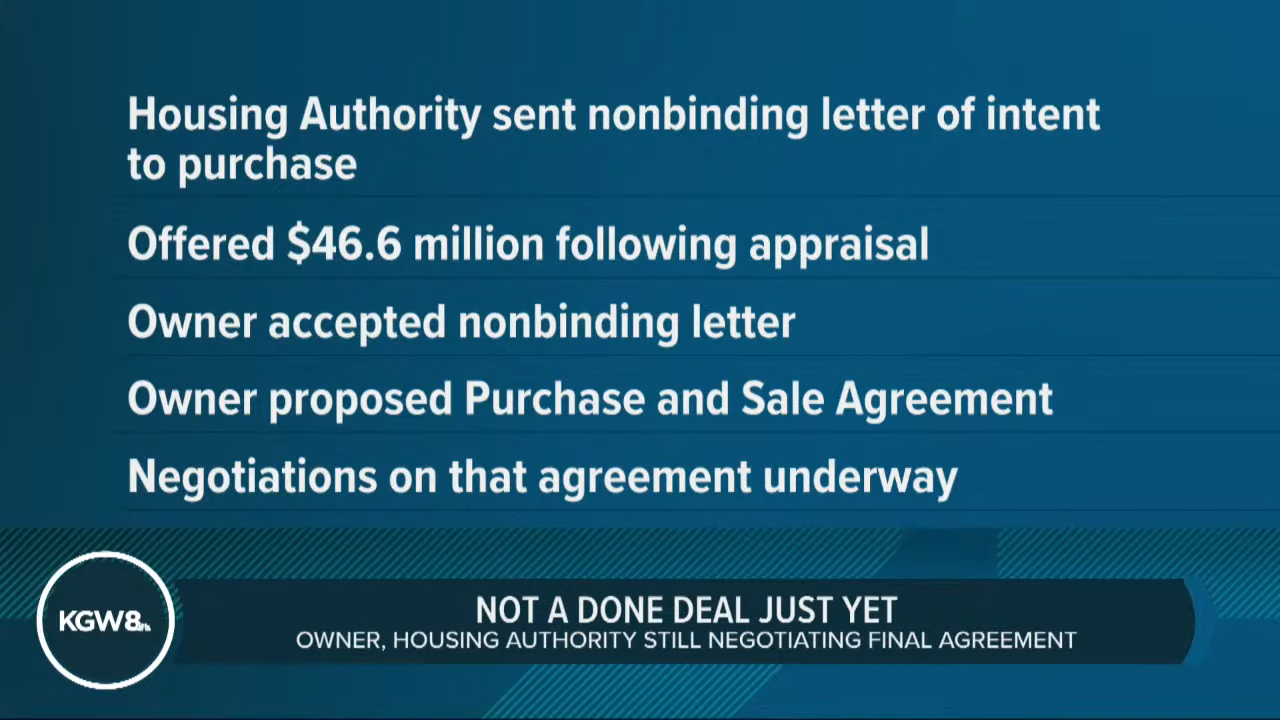 Housing Authority sent nonbinding letter of intent
to purchase
Offered $46.6 million following appraisal
Owner accepted nonbinding letter
Owner proposed Purchase and Sale Agreement
Negotiations on that agreement underway
NOT A DONE DEAL JUST YET
OWNER, HOUSING AUTHORITY STILL NEGOTIATING FINAL AGREEMENT
KGW8